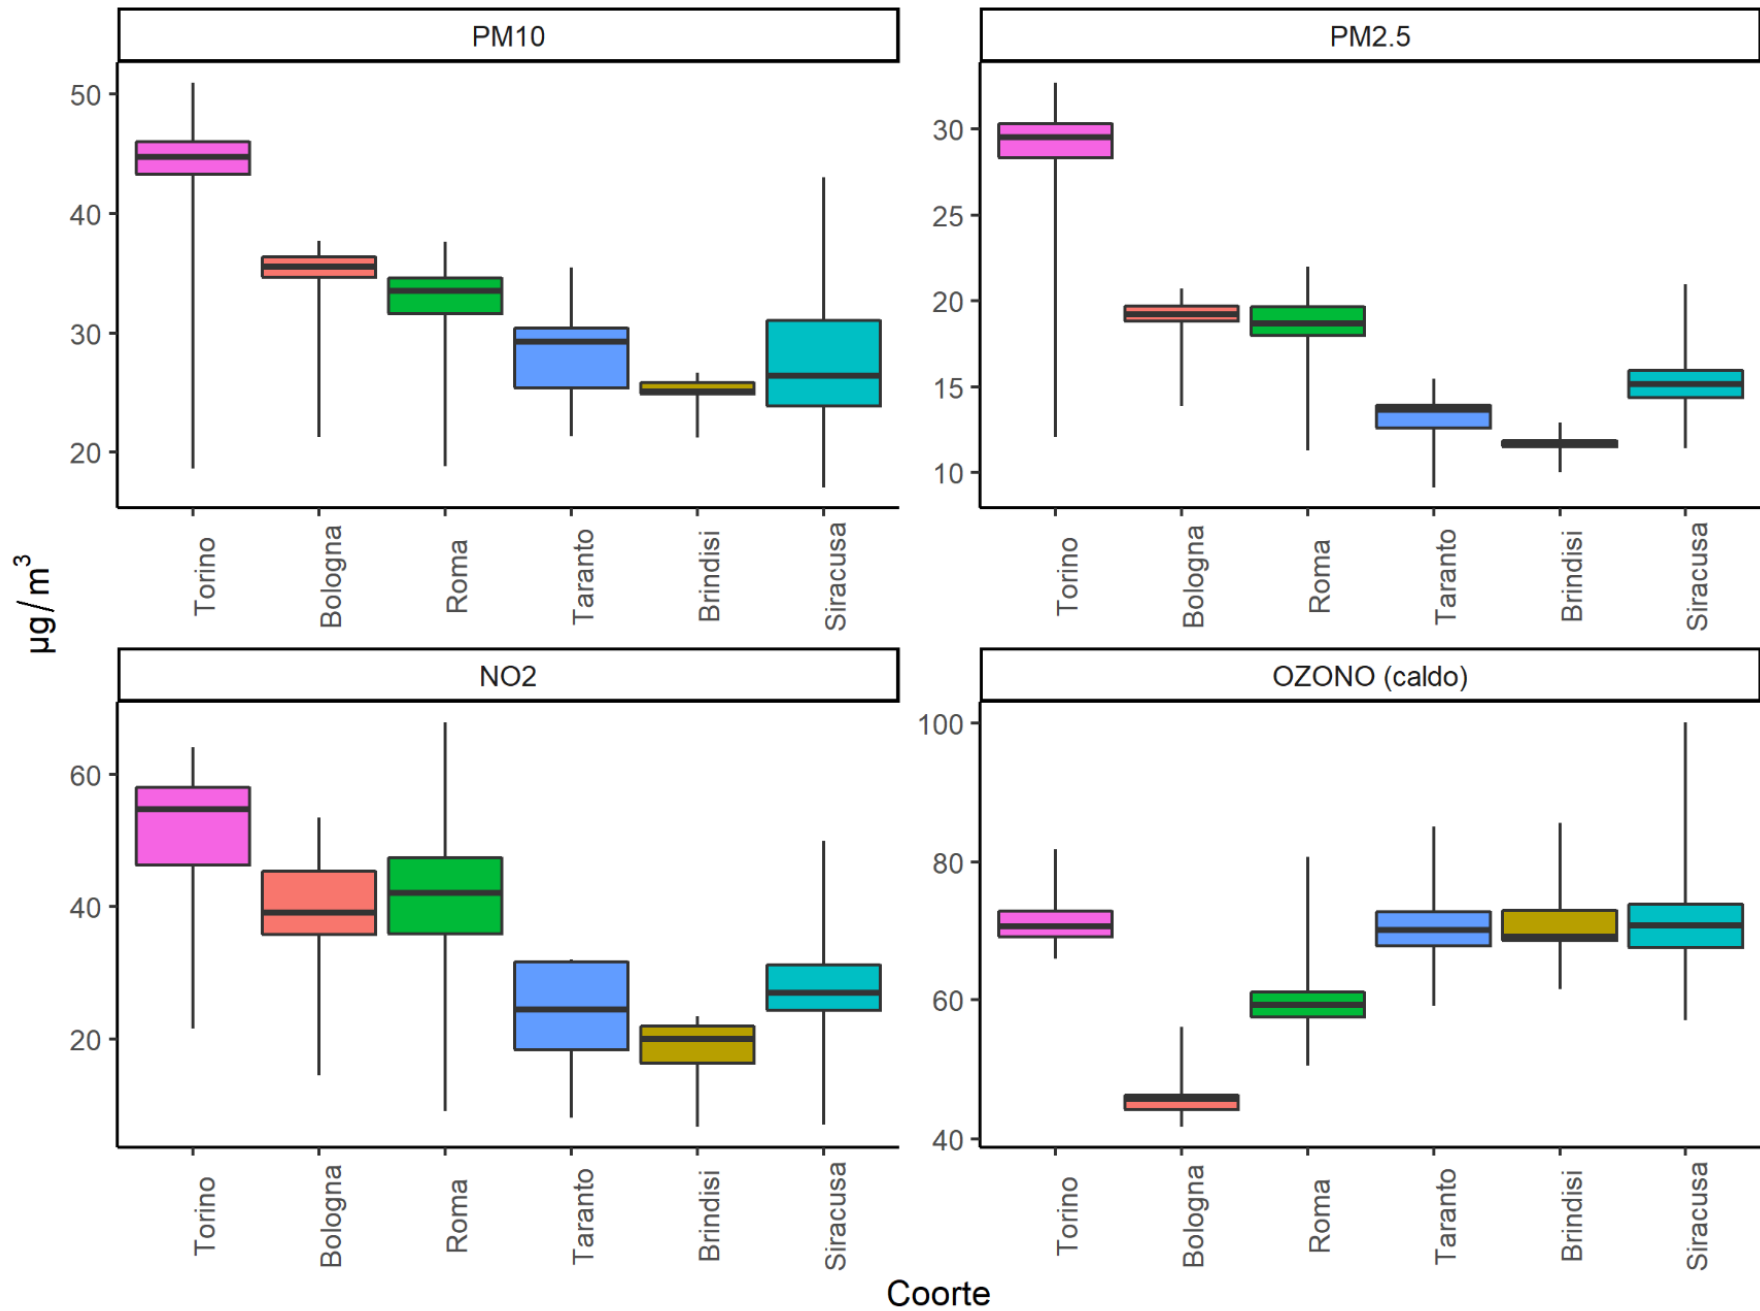 PM10
PM2.5
50
40
30
20
30
25
20
15
10
Torino
Bologna
Roma
Taranto
Brindisi
Siracusa
Torino
Bologna
Roma
Taranto
Brindisi
Siracusa
µg/m³
NO2
OZONO (caldo)
60
40
20
100
80
60
40
Torino
Bologna
Roma
Taranto
Brindisi
Siracusa
Torino
Bologna
Roma
Taranto
Brindisi
Siracusa
Coorte